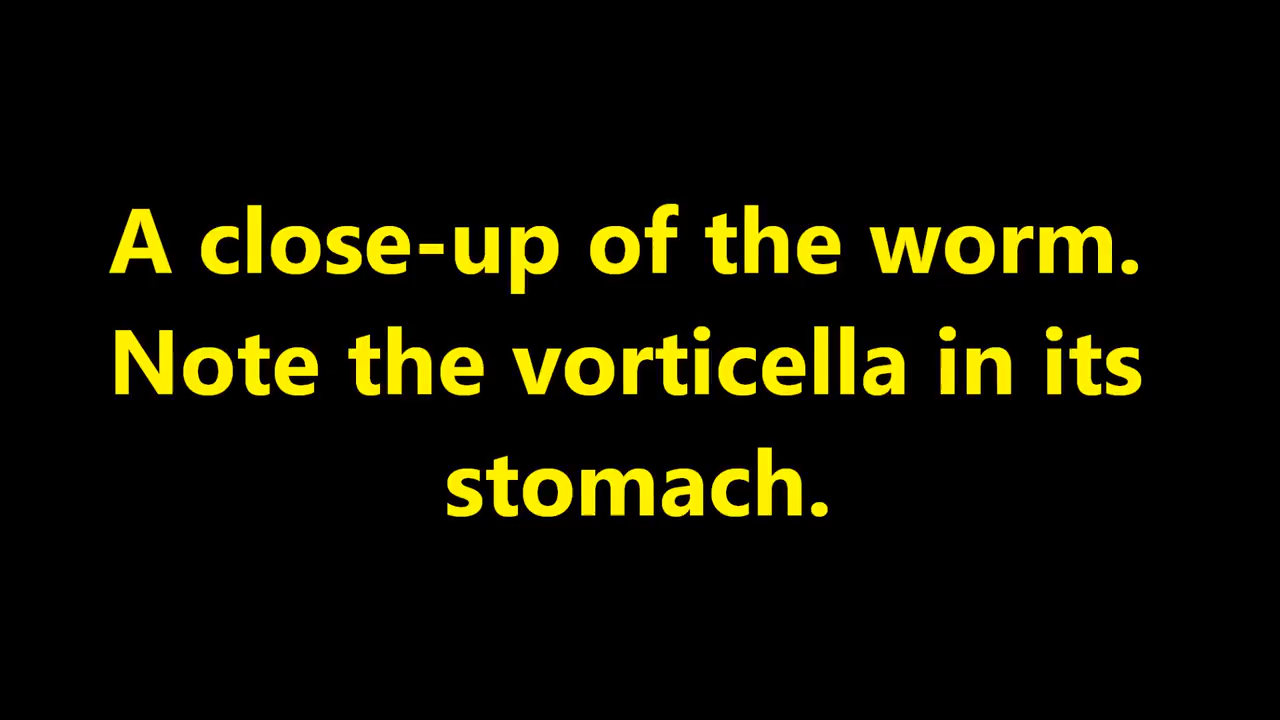 A close-up of the worm.
Note the vorticella in its
stomach.